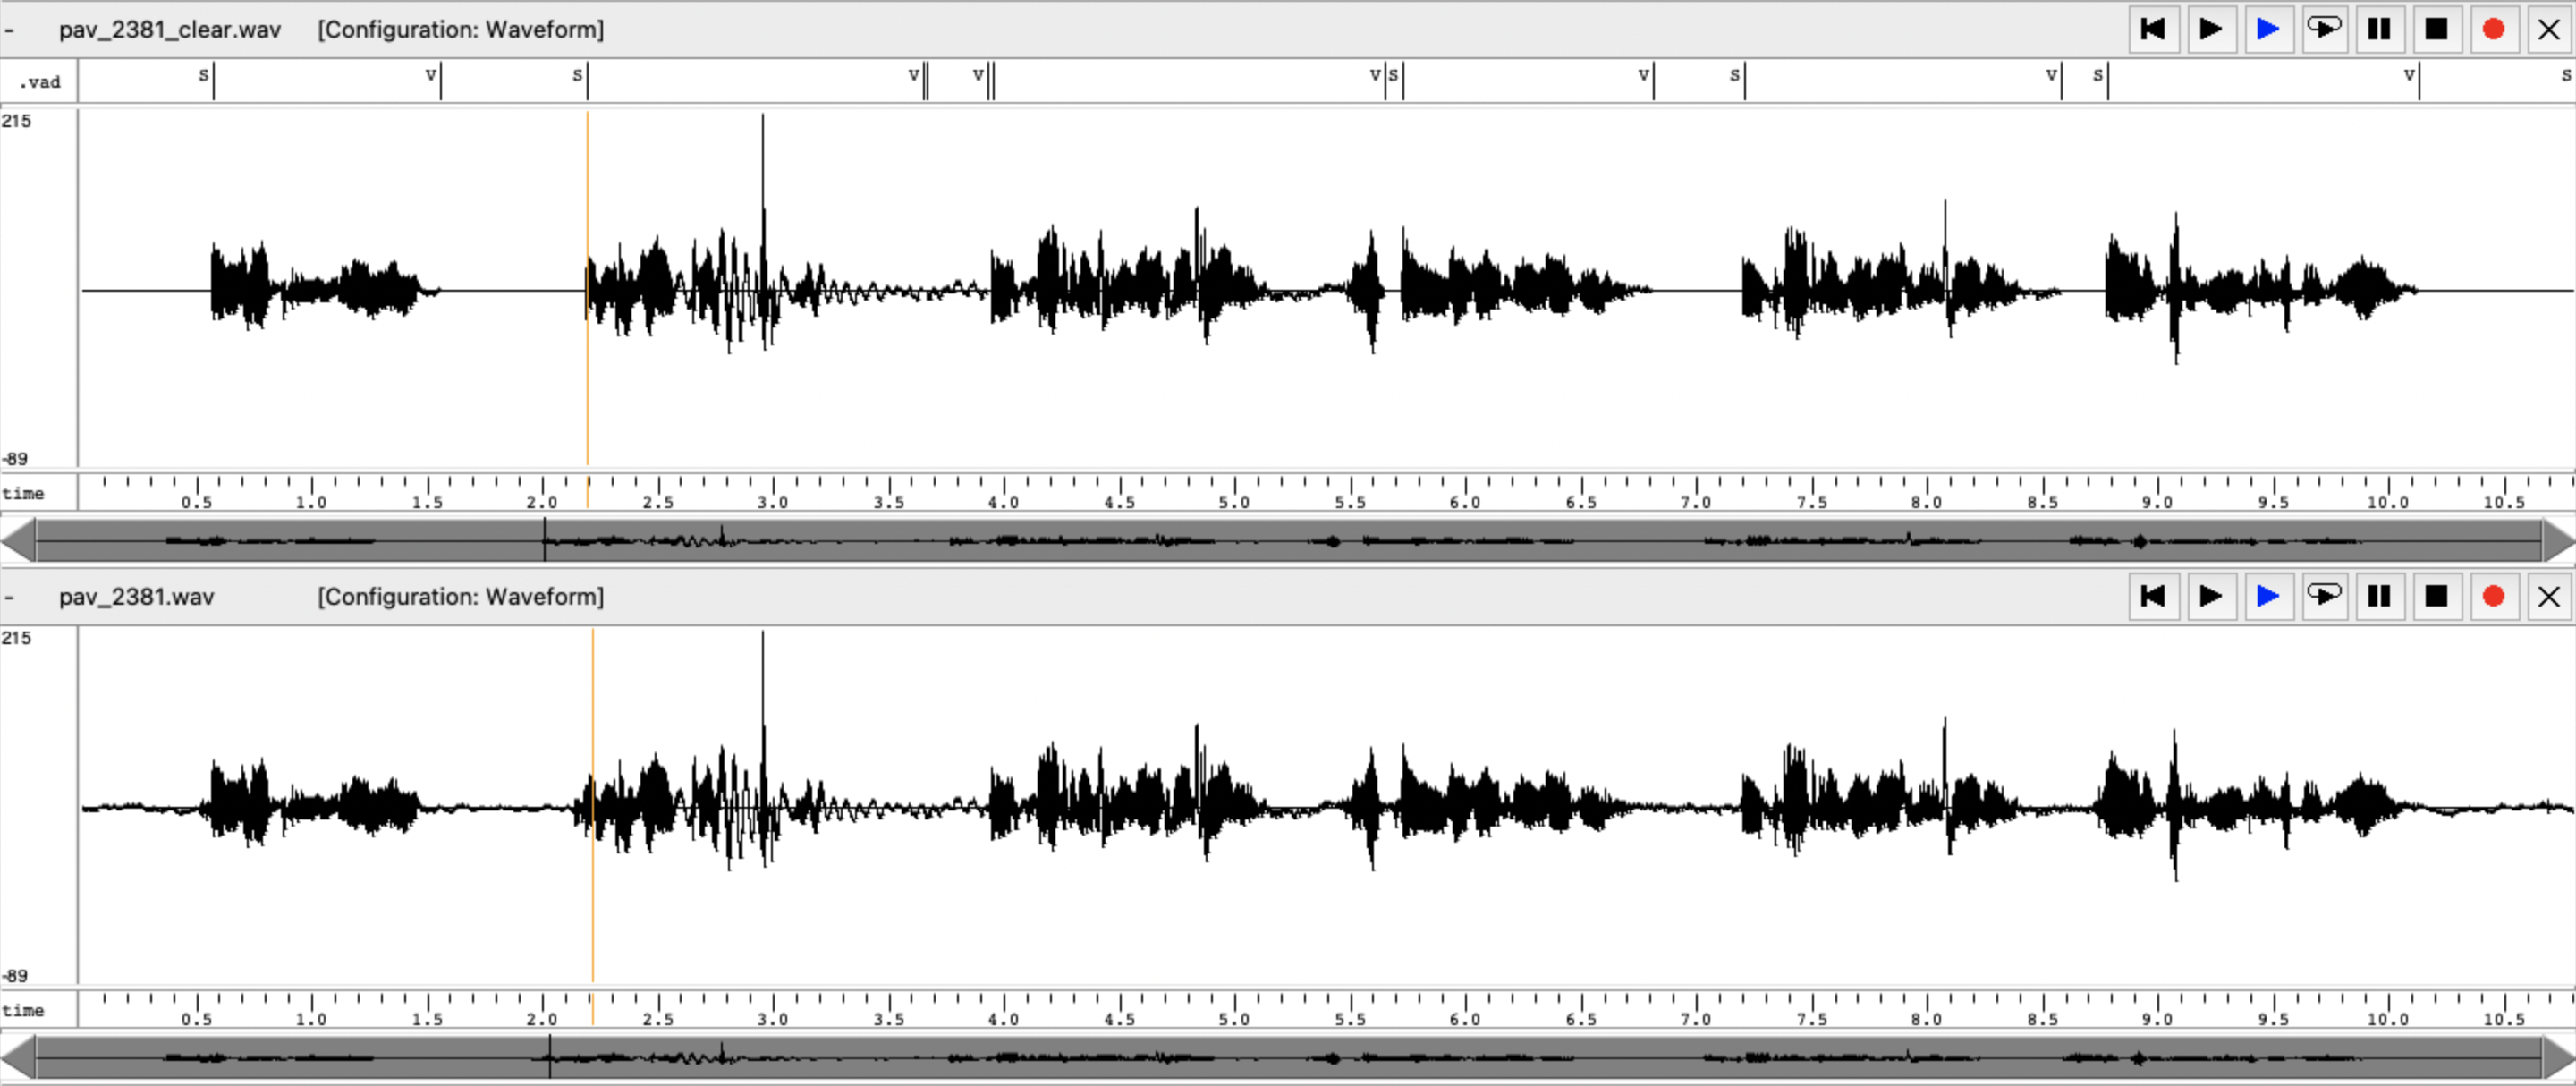 - pav_2381_clear.wav [Configuration: Waveform]
.vad s v s v v v s v s v s v s
215
-89
time 0.5 1.0 1.5 2.0 2.5 3.0 3.5 4.0 4.5 5.0 5.5 6.0 6.5 7.0 7.5 8.0 8.5 9.0 9.5 10.0 10.5
- pav_2381.wav [Configuration: Waveform]
215
-89
time 0.5 1.0 1.5 2.0 2.5 3.0 3.5 4.0 4.5 5.0 5.5 6.0 6.5 7.0 7.5 8.0 8.5 9.0 9.5 10.0 10.5